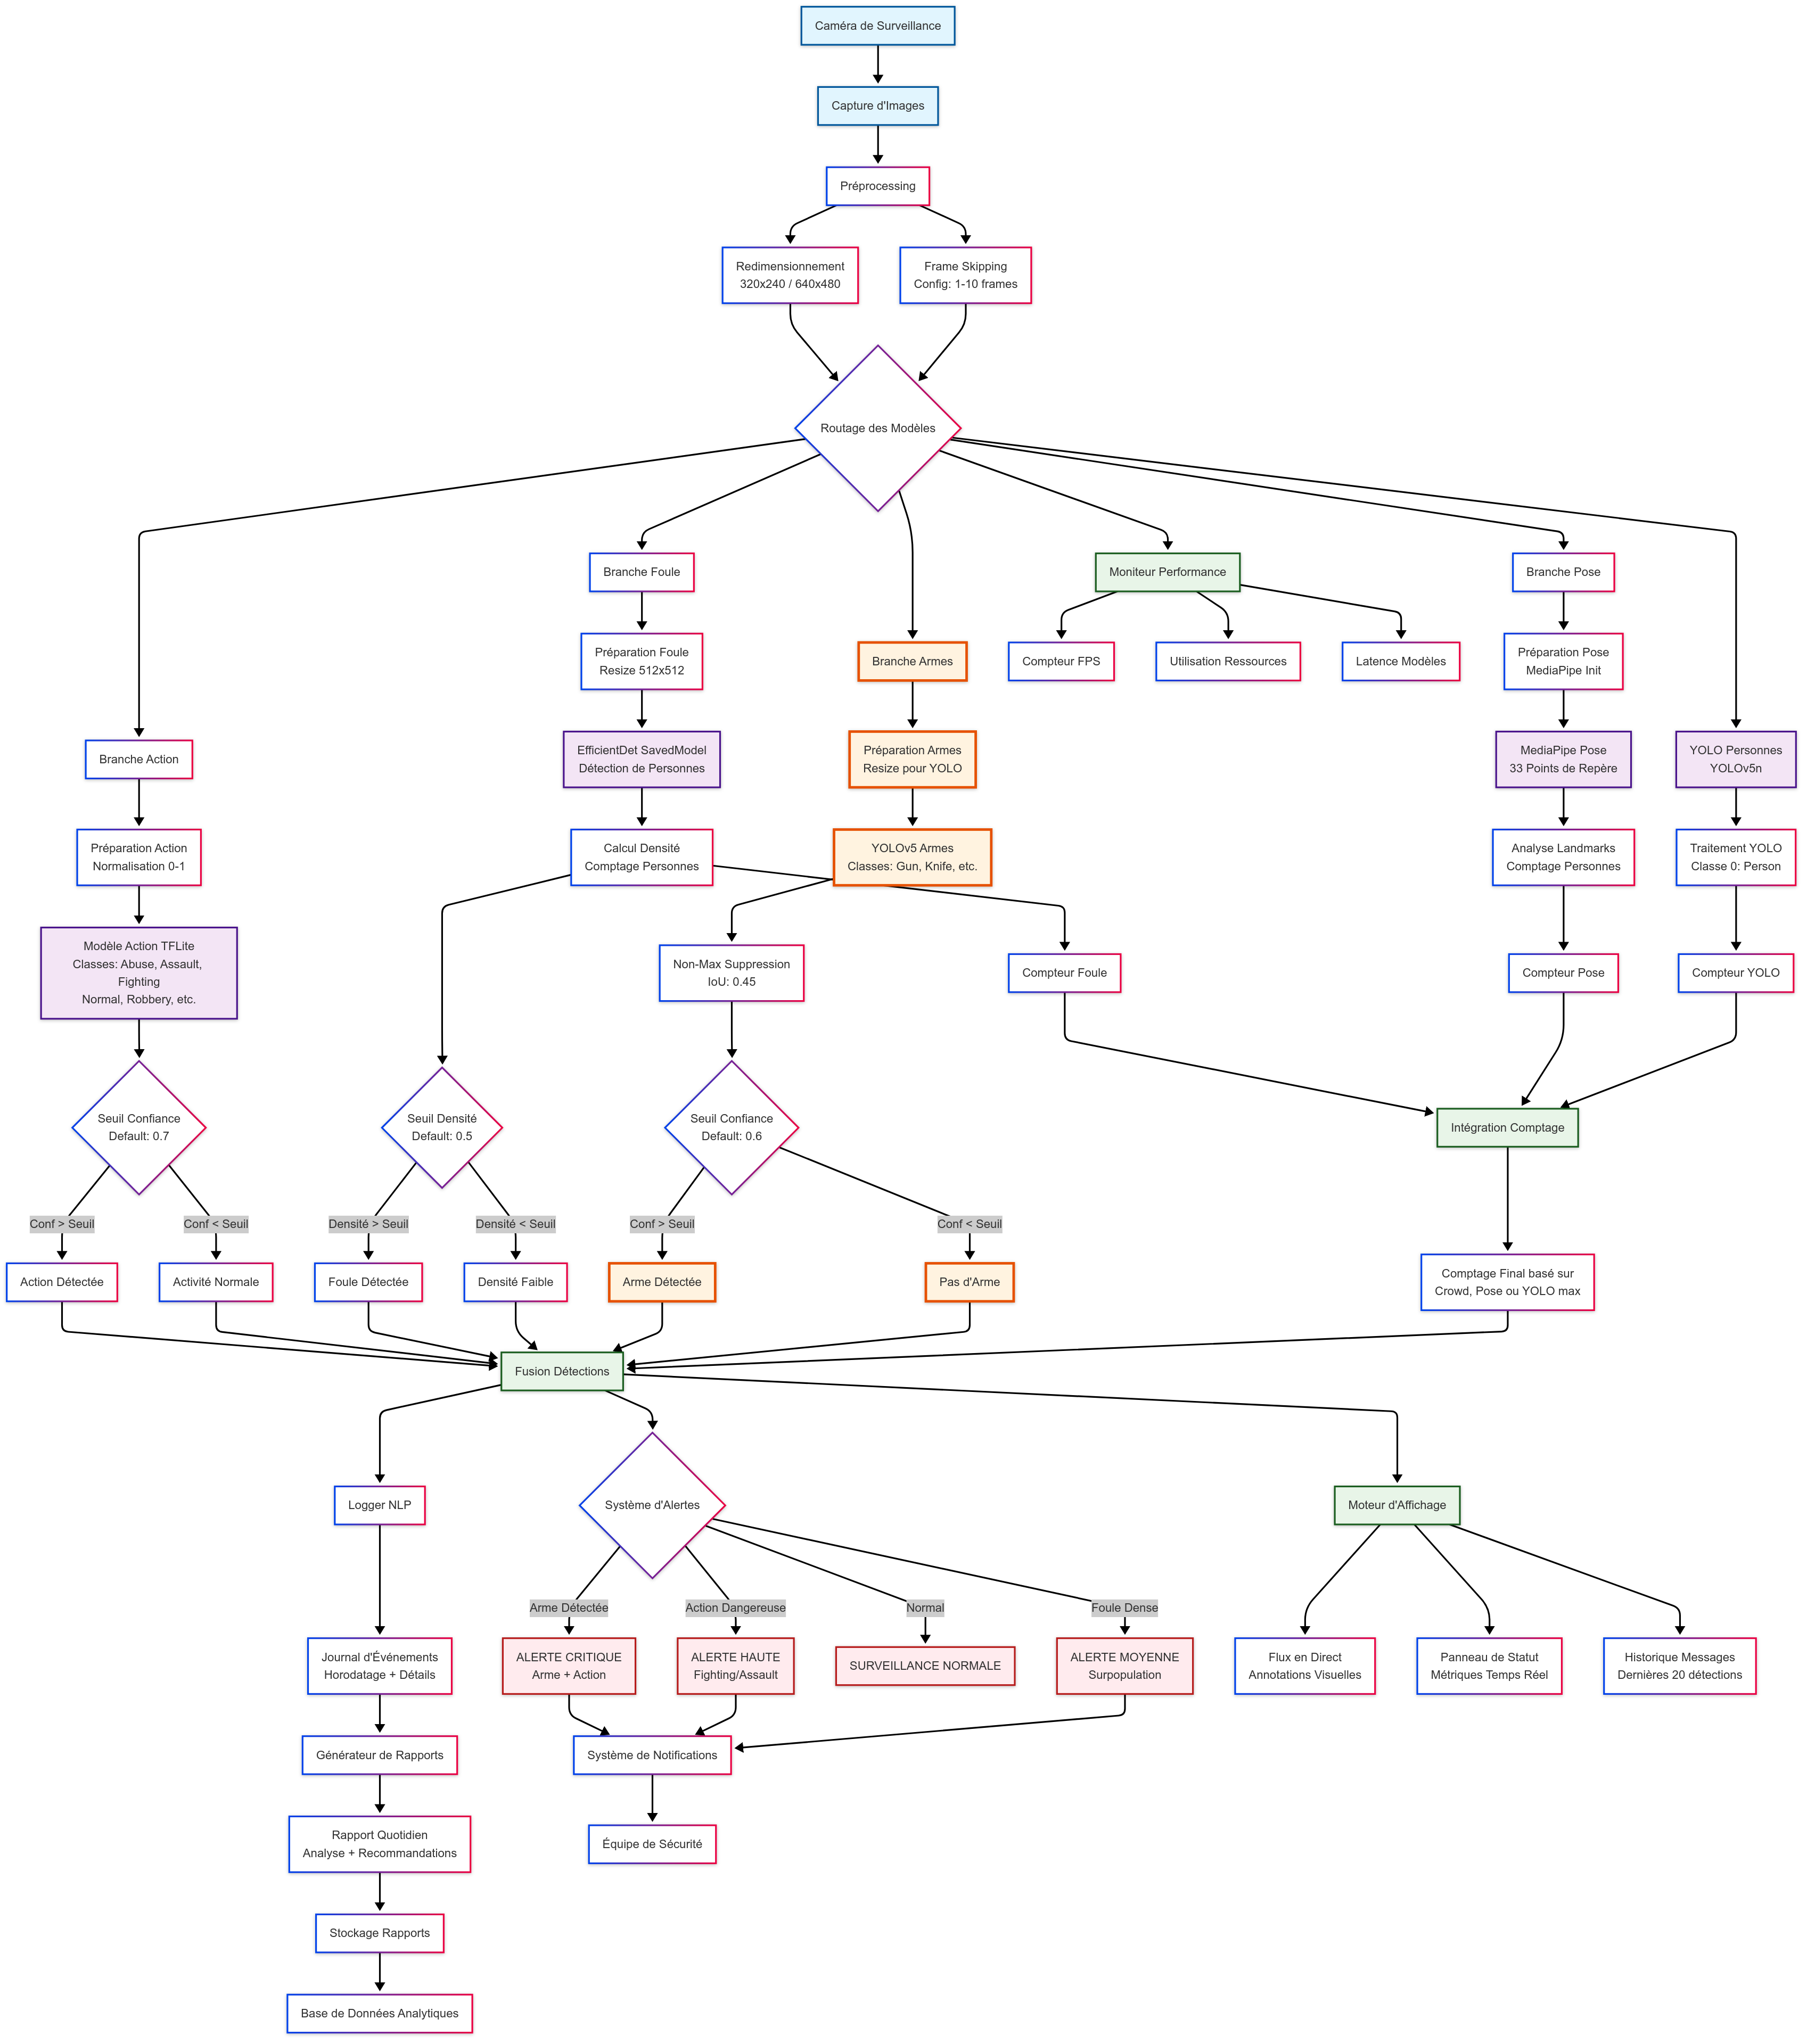 Caméra de Surveillance
Capture d'Images
Préprocessing
Redimensionnement
320x240 / 640x480
Frame Skipping
Config: 1-10 frames
Routage des Modèles
Branche Foule
Moniteur Performance
Branche Pose
Préparation Foule
Resize 512x512
Branche Armes
Compteur FPS
Utilisation Ressources
Latence Modèles
Préparation Pose
MediaPipe Init
Branche Action
EfficientDet SavedModel
Détection de Personnes
Préparation Armes
Resize pour YOLO
MediaPipe Pose
33 Points de Repère
YOLO Personnes
YOLOv5n
Préparation Action
Normalisation 0-1
Calcul Densité
Comptage Personnes
YOLOv5 Armes
Classes: Gun, Knife, etc.
Analyse Landmarks
Comptage Personnes
Traitement YOLO
Classe 0: Person
Modèle Action TFLite
Classes: Abuse, Assault,
Fighting
Normal, Robbery, etc.
Non-Max Suppression
IoU: 0.45
Compteur Foule
Compteur Pose
Compteur YOLO
Seuil Confiance
Default: 0.7
Seuil Densité
Default: 0.5
Seuil Confiance
Default: 0.6
Intégration Comptage
Conf > Seuil
Conf < Seuil
Densité > Seuil
Densité < Seuil
Conf > Seuil
Conf < Seuil
Action Détectée
Activité Normale
Foule Détectée
Densité Faible
Arme Détectée
Pas d'Arme
Comptage Final basé sur
Crowd, Pose ou YOLO max
Fusion Détections
Logger NLP
Système d'Alertes
Moteur d'Affichage
Arme Détectée
Action Dangereuse
Normal
Foule Dense
Journal d'Événements
Horodatage + Détails
ALERTE CRITIQUE
Arme + Action
ALERTE HAUTE
Fighting/Assault
SURVEILLANCE NORMALE
ALERTE MOYENNE
Surpopulation
Flux en Direct
Annotations Visuelles
Panneau de Statut
Métriques Temps Réel
Historique Messages
Dernières 20 détections
Générateur de Rapports
Système de Notifications
Rapport Quotidien
Analyse + Recommandations
Équipe de Sécurité
Stockage Rapports
Base de Données Analytiques